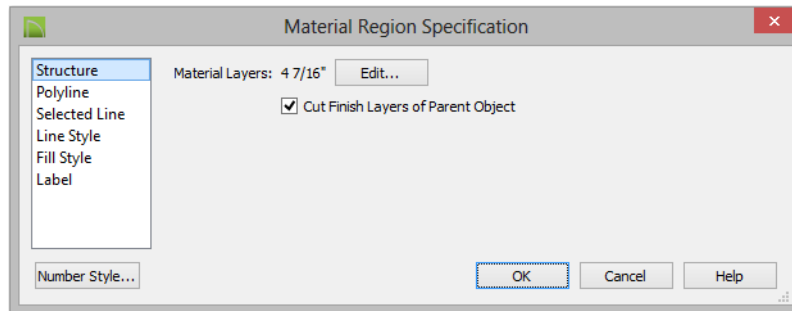 Material Region Specification
Structure
Polyline
Selected Line
Line Style
Fill Style
Label
Material Layers: 4 7/16" Edit...
Cut Finish Layers of Parent Object
Number Style...
OK
Cancel
Help